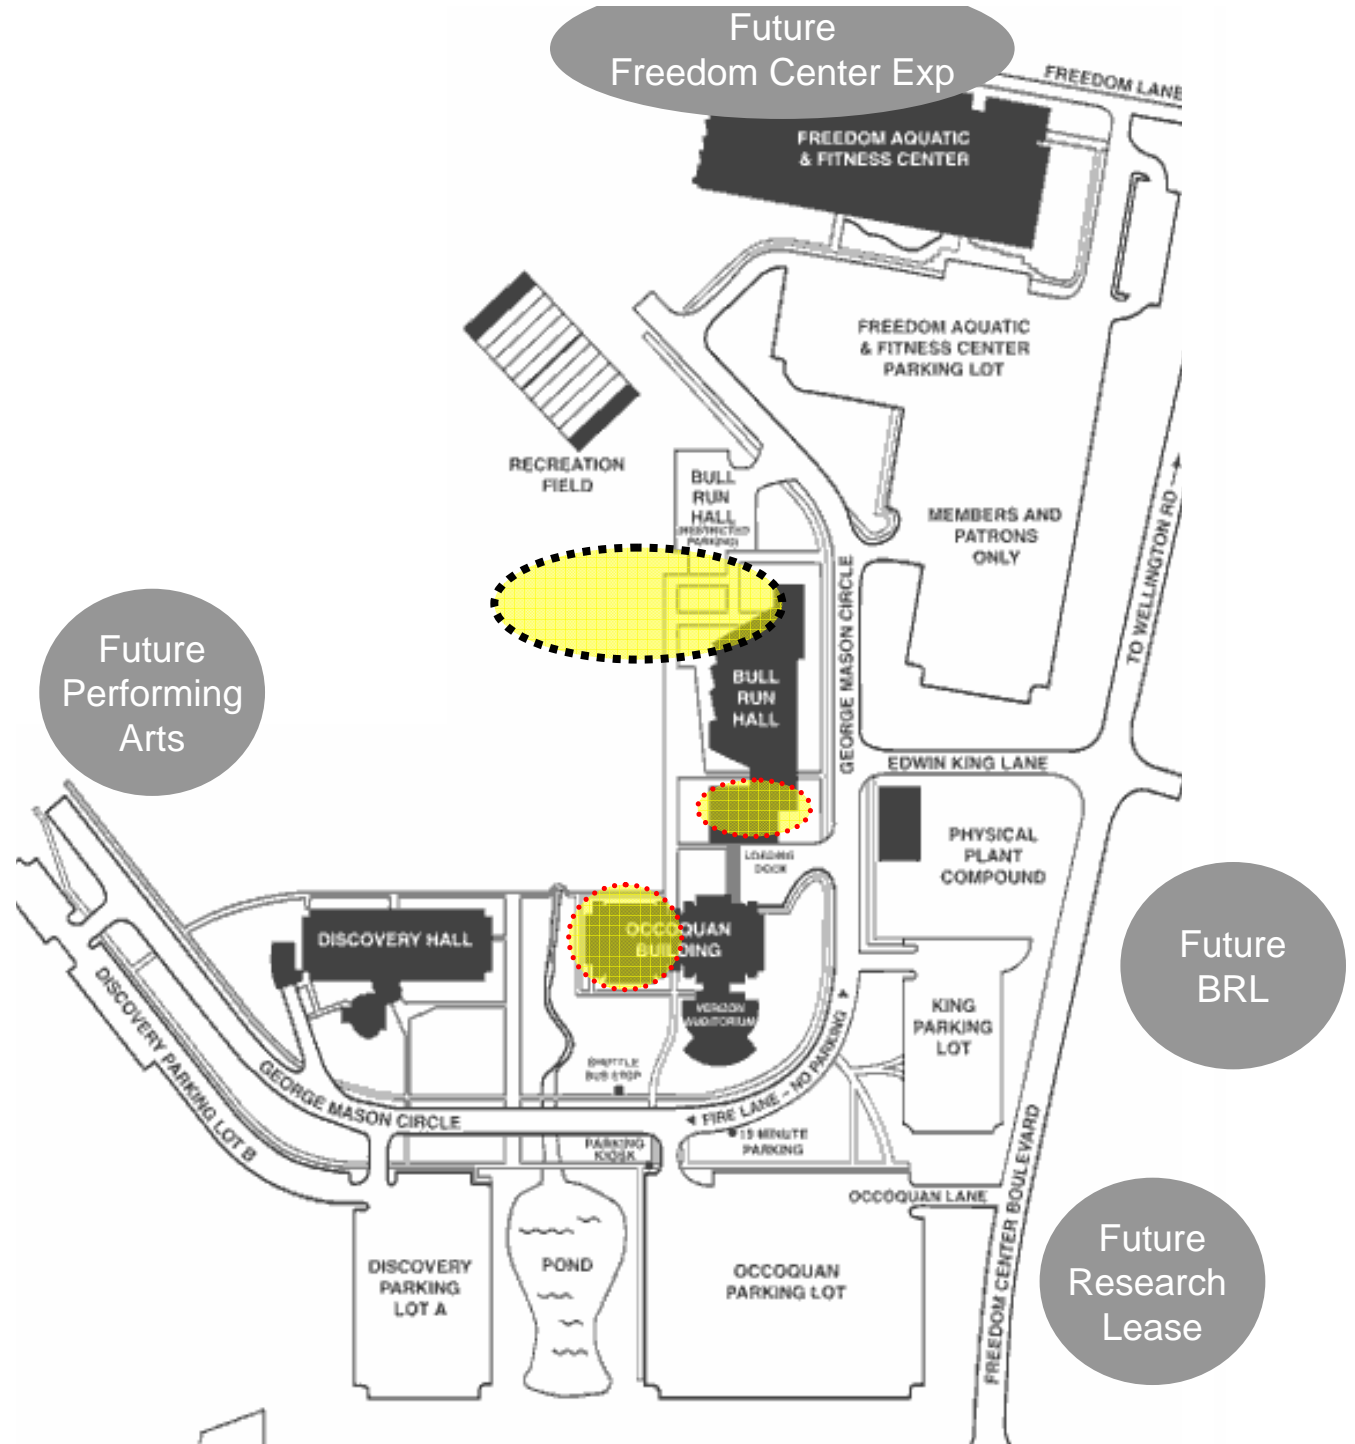 Future
Freedom Center Exp
FREEDOM LANE
FREEDOM AQUATIC
& FITNESS CENTER
FREEDOM AQUATIC
& FITNESS CENTER
PARKING LOT
RECREATION
FIELD
BULL
RUN
HALL
(RESTRICTED
PARKING)
MEMBERS AND
PATRONS
ONLY
TO WELLINGTON RD
GEORGE MASON CIRCLE
Future
Performing
Arts
BULL
RUN
HALL
EDWIN KING LANE
PHYSICAL
PLANT
COMPOUND
LOADING
DOCK
DISCOVERY HALL
OCCOQUAN
BUILDING
Future
BRL
VERIZON
AUDITORIUM
KING
PARKING
LOT
DISCOVERY PARKING LOT B
SHUTTLE
BUS STOP
GEORGE MASON CIRCLE
FIRE LANE – NO PARKING
15 MINUTE
PARKING
PARKING
KIOSK
OCCOQUAN LANE
FREEDOM CENTER BOULEVARD
Future
Research
Lease
DISCOVERY
PARKING
LOT A
POND
OCCOQUAN
PARKING LOT